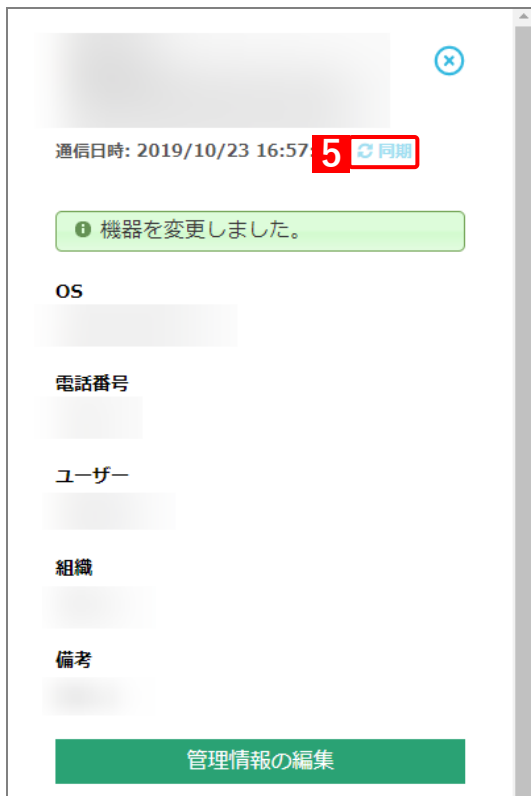 通信日時: 2019/10/23 16:57: 5 同期
機器を変更しました。
OS
電話番号
ユーザー
組織
備考
管理情報の編集